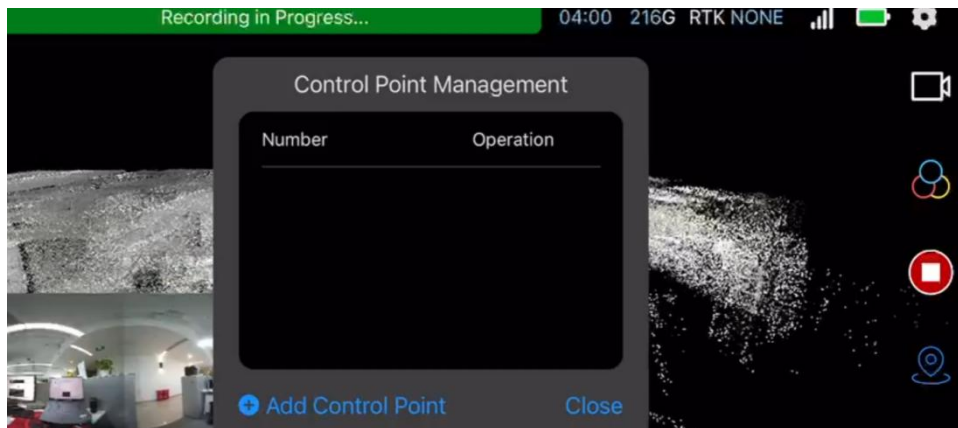 Recording in Progress... 04:00 216G RTK NONE
Control Point Management
Number Operation
Add Control Point Close